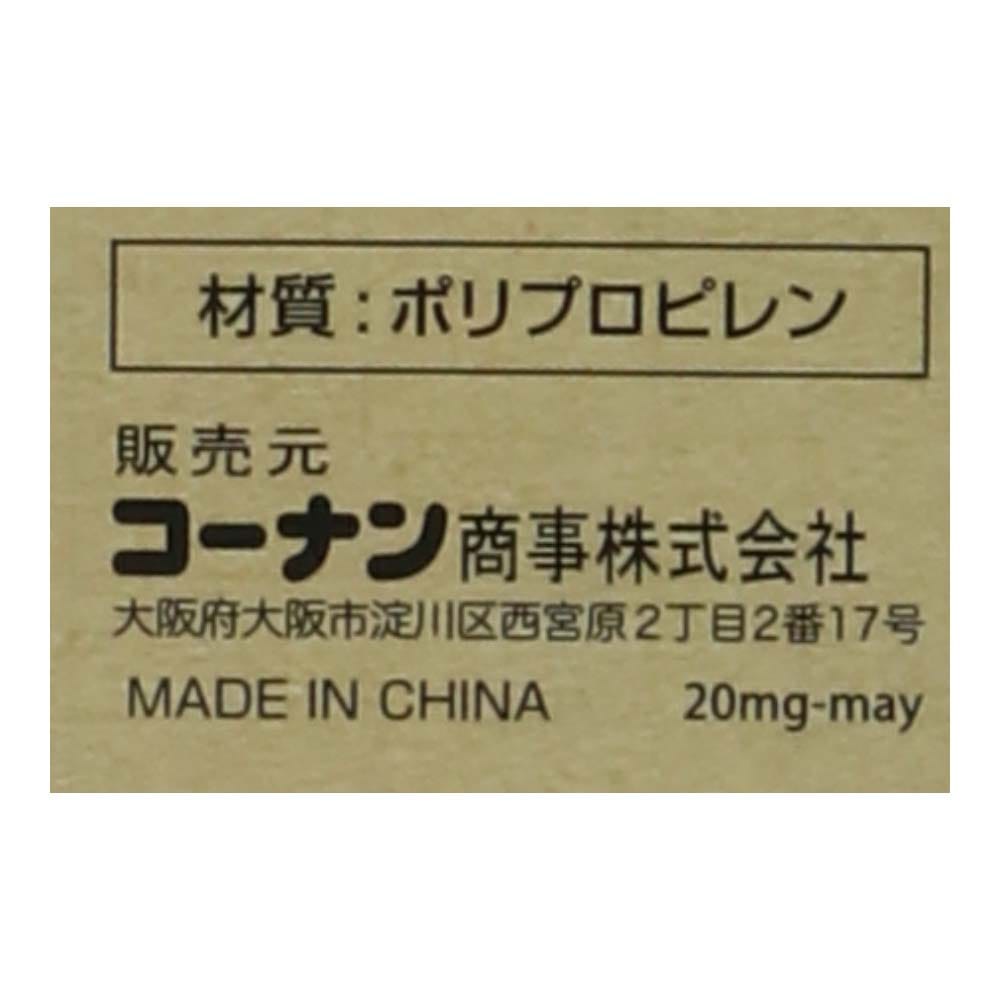 材質：ポリプロピレン
販売元
コーナン商事株式会社
大阪府大阪市淀川区西宮原2丁目2番17号
MADE IN CHINA 20mg-may